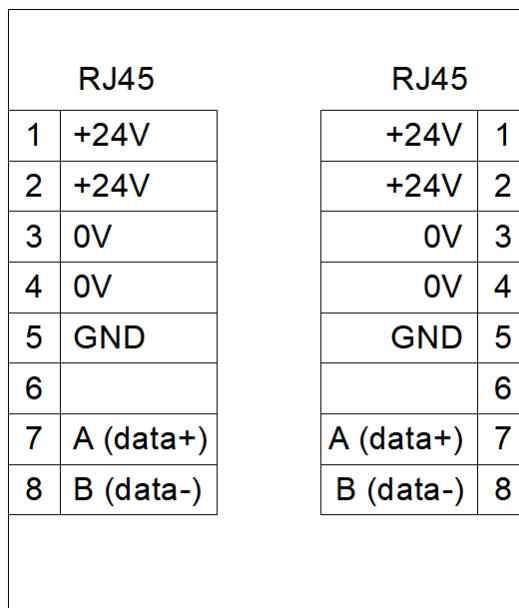 RJ45 RJ45
1 +24V +24V 1
2 +24V +24V 2
3 0V 0V 3
4 0V 0V 4
5 GND GND 5
6 6
7 A (data+) A (data+) 7
8 B (data-) B (data-) 8